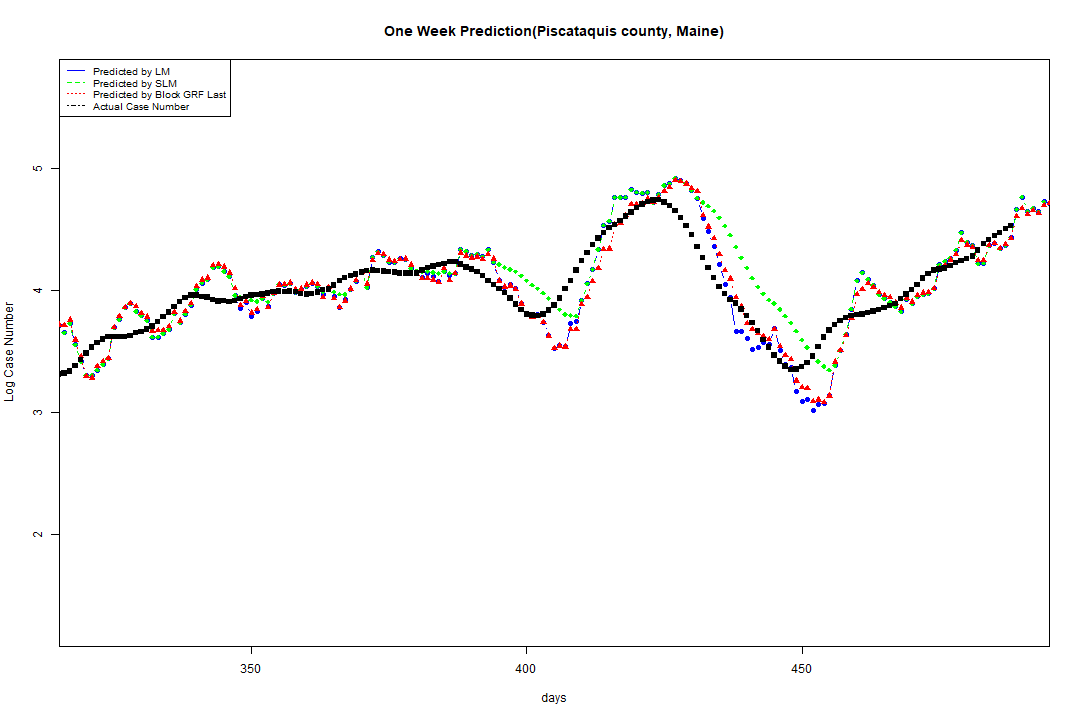 One Week Prediction(Piscataquis county, Maine)
Predicted by LM
Predicted by SLM
Predicted by Block GRF Last
Actual Case Number
5
4
3
2
Log Case Number
350
400
450
days